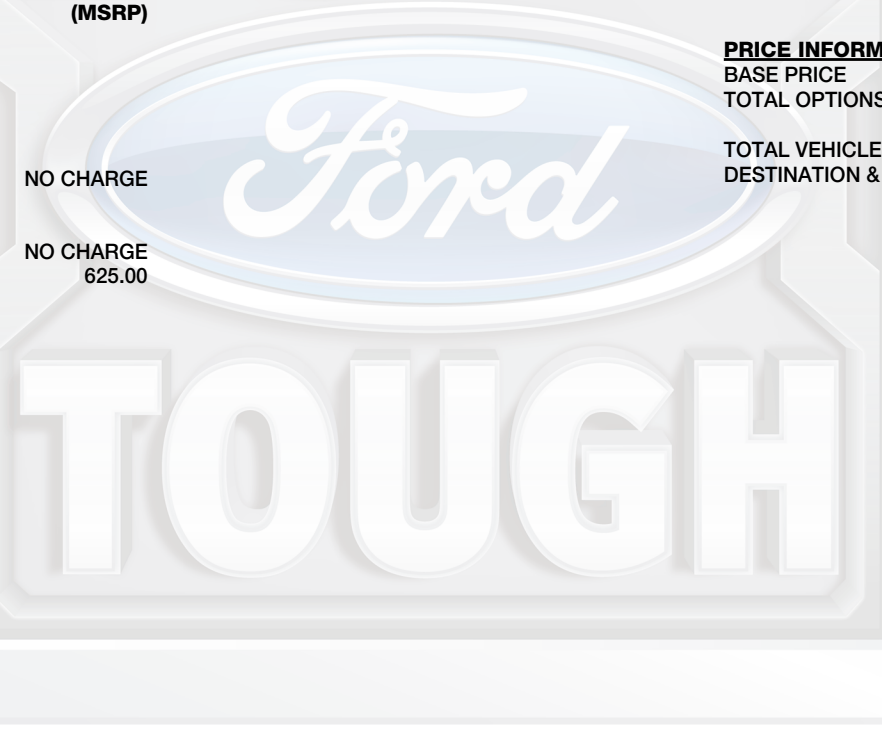 (MSRP)
NO CHARGE
NO CHARGE
625.00
PRICE INFORM
BASE PRICE
TOTAL OPTIONS
TOTAL VEHICLE
DESTINATION &
Ford
TOUGH